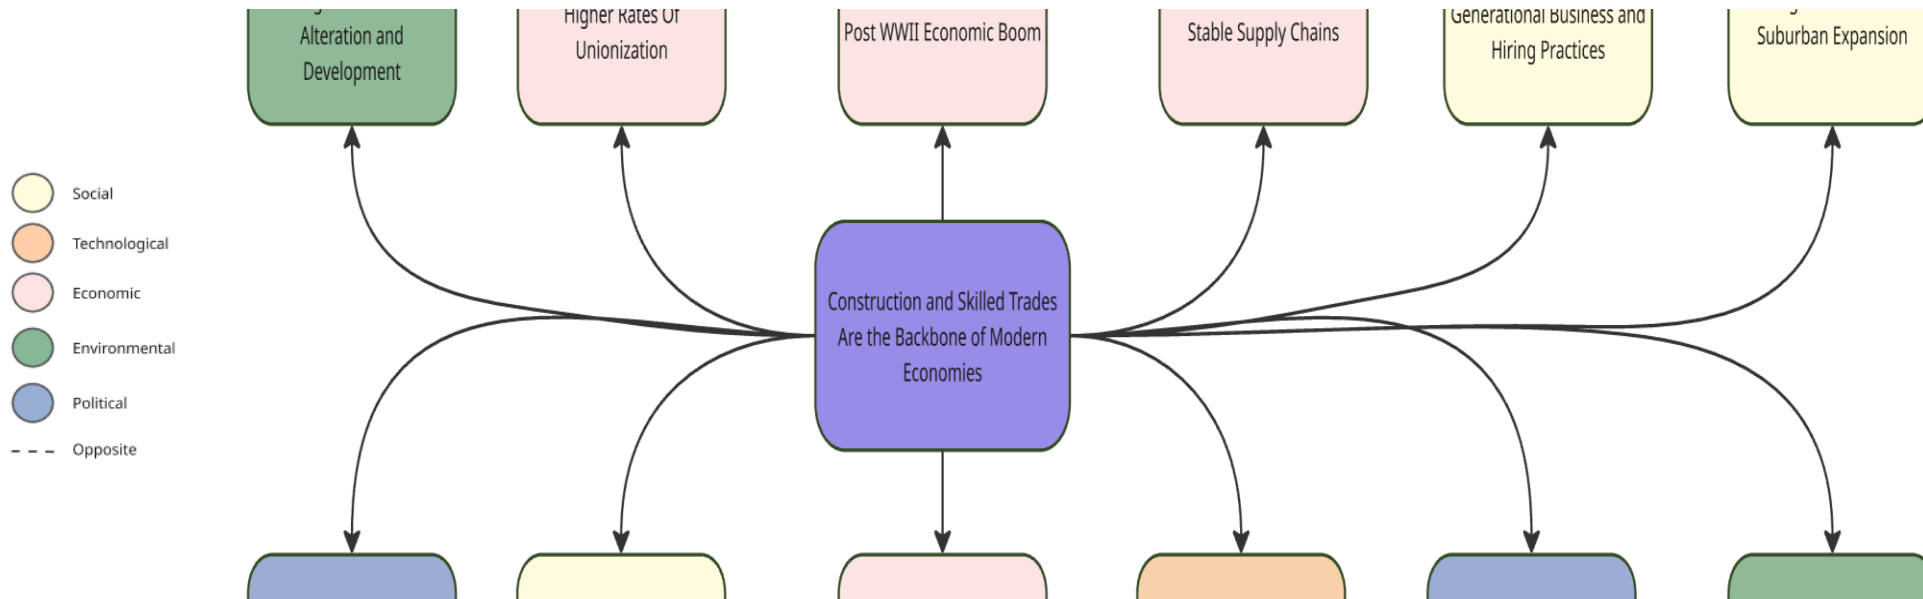 Alteration and
Development
Higher Rates Of
Unionization
Post WWII Economic Boom
Stable Supply Chains
Generational Business and
Hiring Practices
Suburban Expansion
Social
Technological
Economic
Environmental
Political
Opposite
Construction and Skilled Trades
Are the Backbone of Modern
Economies